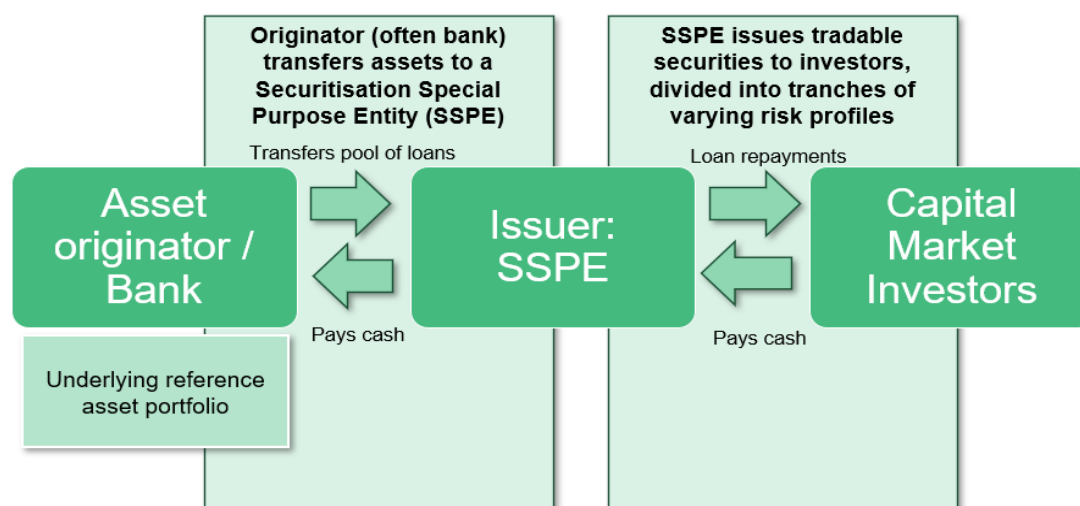 Originator (often bank)
transfers assets to a
Securitisation Special
Purpose Entity (SSPE)
SSPE issues tradable
securities to investors,
divided into tranches of
varying risk profiles
Transfers pool of loans
Loan repayments
Asset
originator /
Bank
Issuer:
SSPE
Capital
Market
Investors
Pays cash
Pays cash
Underlying reference
asset portfolio